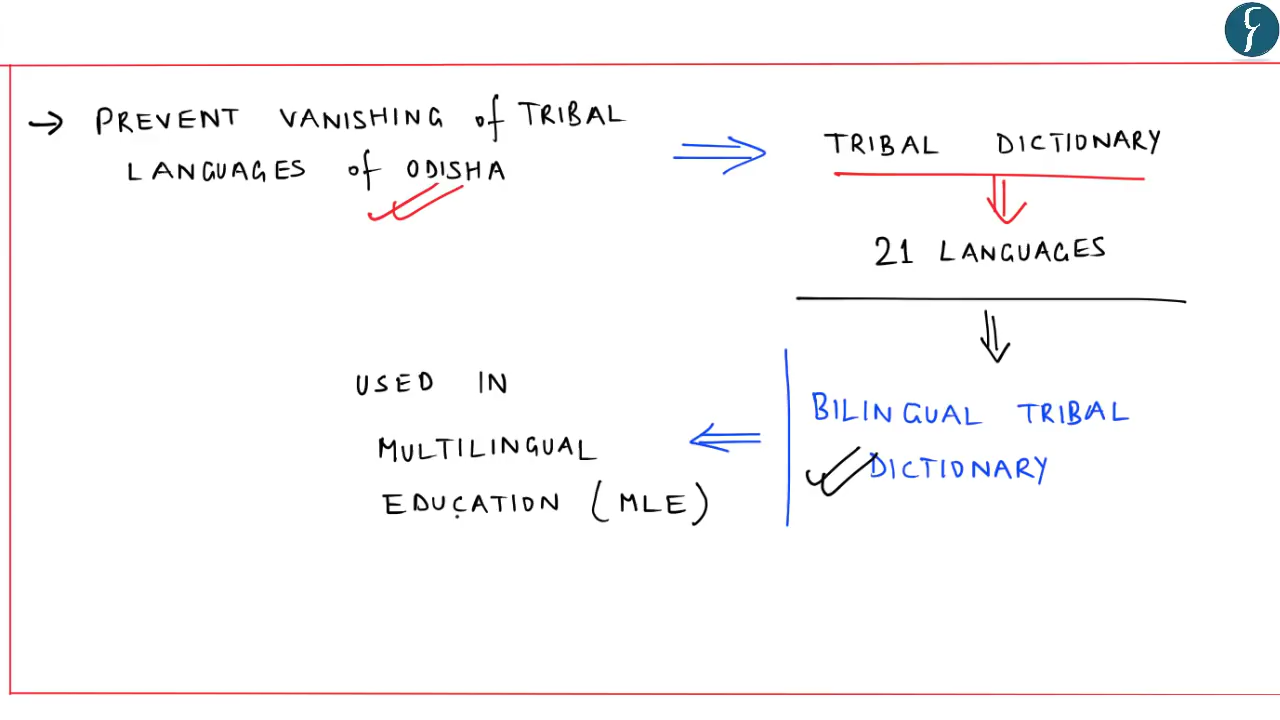 → PREVENT VANISHING of TRIBAL
LANGUAGES of ODISHA
TRIBAL DICTIONARY
21 LANGUAGES
BILINGUAL TRIBAL
DICTIONARY
USED IN
MULTILINGUAL
EDUCATION (MLE)